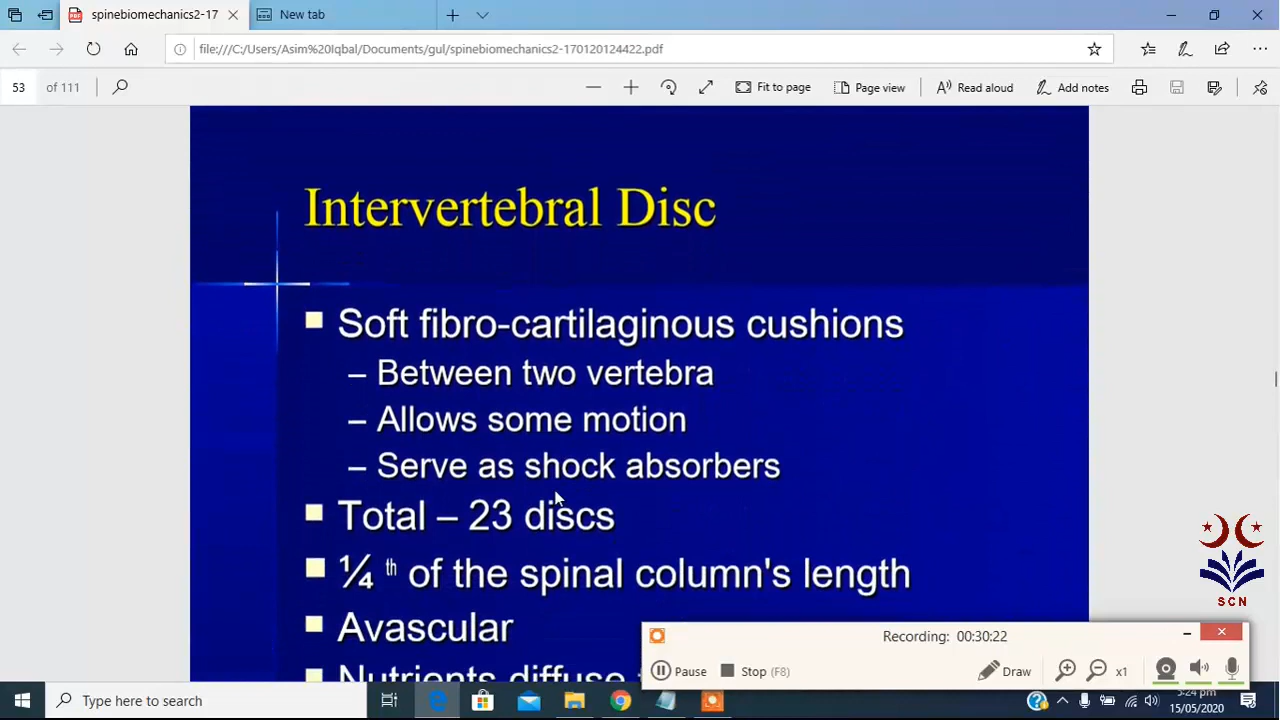 spinebiomechanics2-17
New tab
file:///C:/Users/Asim%20Iqbal/Documents/gul/spinebiomechanics2-170120124422.pdf
53 of 111
Fit to page
Page view
Read aloud
Add notes
Intervertebral Disc
Soft fibro-cartilaginous cushions
– Between two vertebra
– Allows some motion
– Serve as shock absorbers
Total – 23 discs
¼ th of the spinal column's length
Avascular
Nutrients diffuse
Recording: 00:30:22
Pause
Stop (F8)
Draw
x1
SCN
Type here to search
5:24 pm
15/05/2020